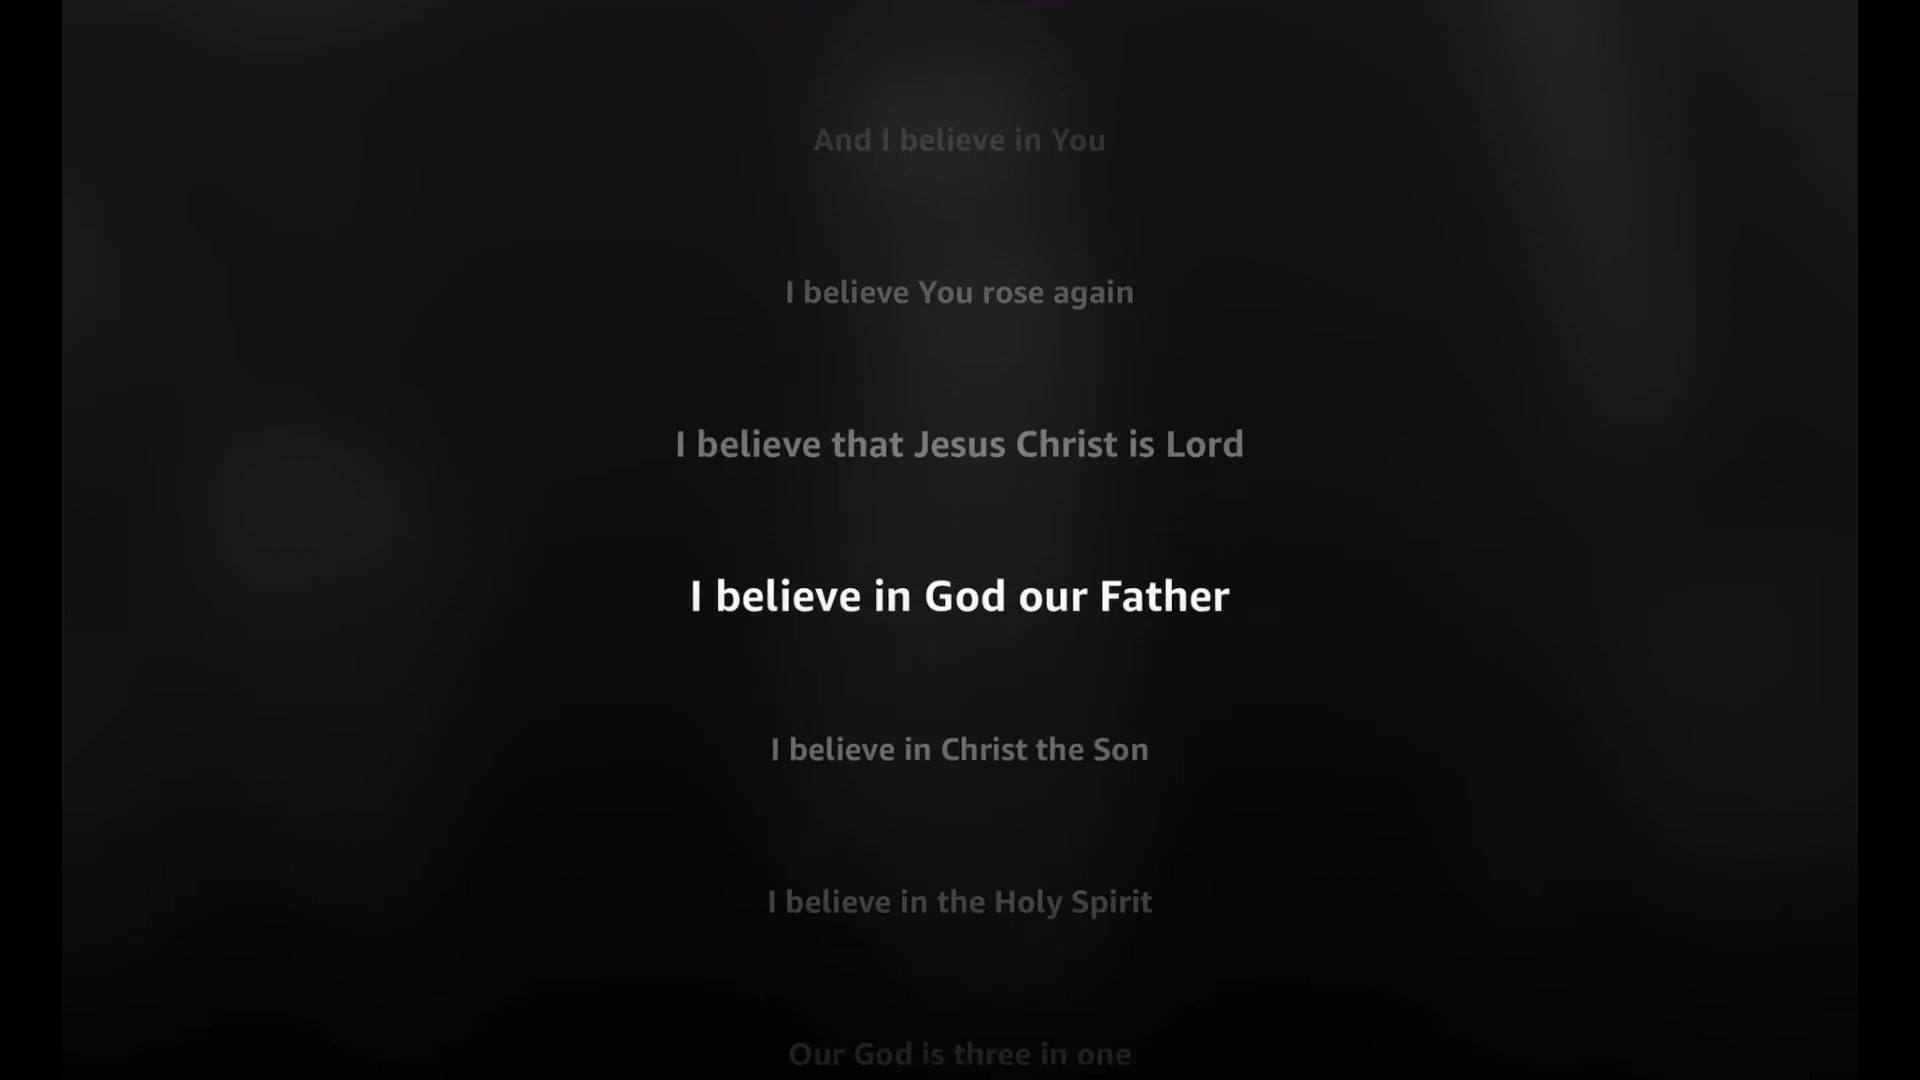 And I believe in You
I believe You rose again
I believe that Jesus Christ is Lord
I believe in God our Father
I believe in Christ the Son
I believe in the Holy Spirit
Our God is three in one